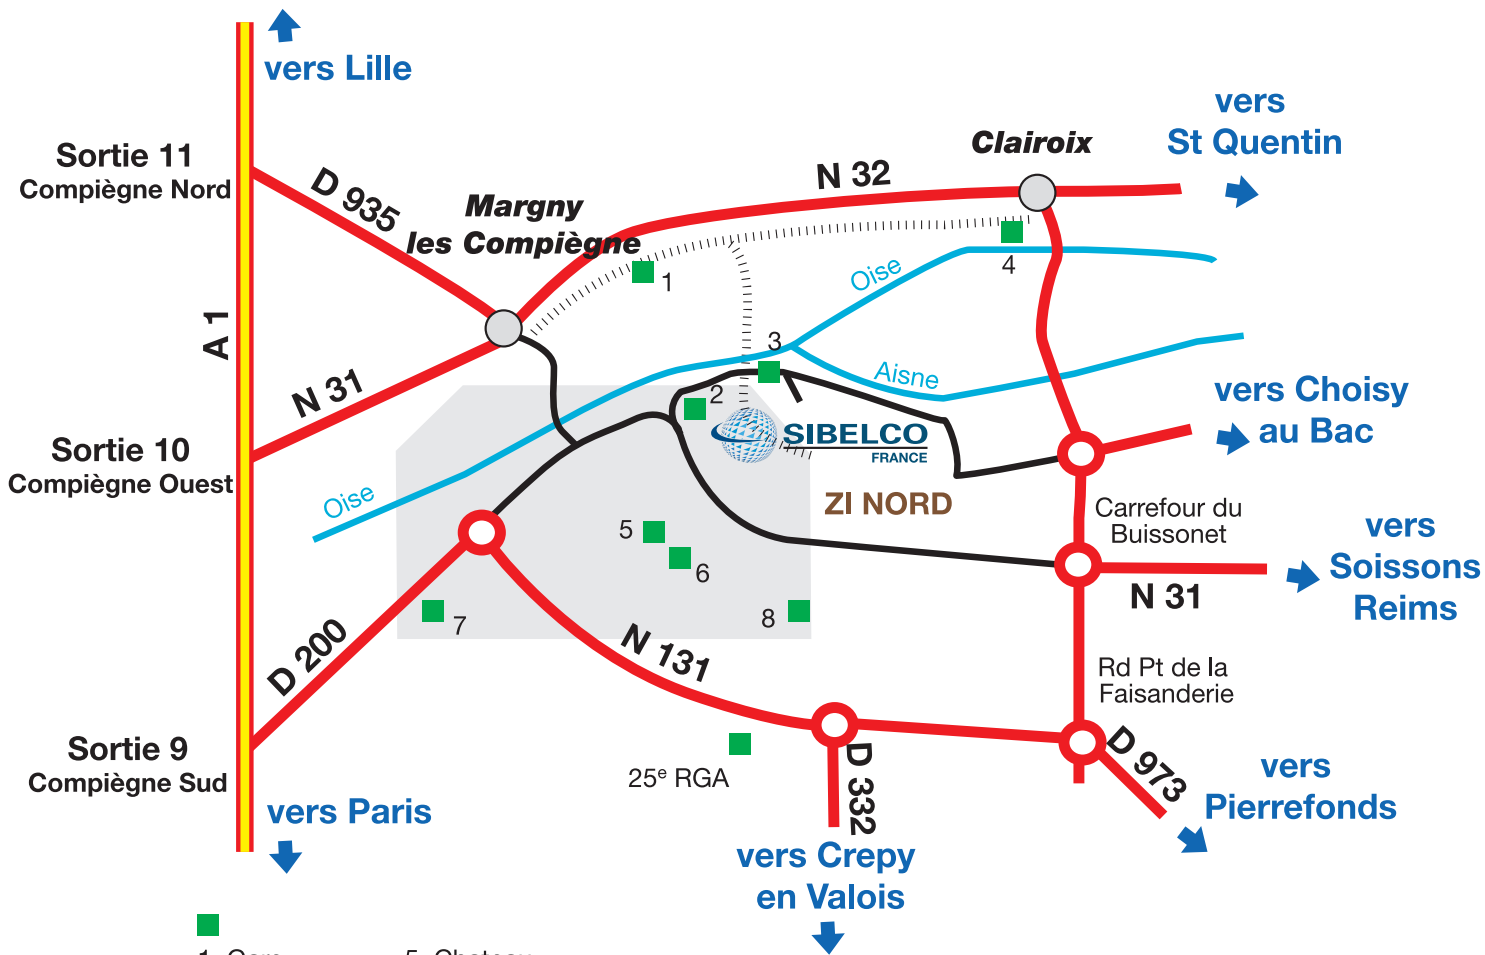 vers Lille
vers
St Quentin
Clairoix
Sortie 11
Compiègne Nord
D 935
N 32
Margny
les Compiègne
1
4
Oise
A 1
3
Aisne
N 31
2
vers Choisy
au Bac
SIBELCO
FRANCE
Sortie 10
Compiègne Ouest
Oise
ZI NORD
Carrefour du
Buissonet
5
6
vers
Soissons
Reims
N 31
7
8
D 200
N 131
Rd Pt de la
Faisanderie
Sortie 9
Compiègne Sud
25e RGA
D 332
D 973
vers
Pierrefonds
vers Paris
vers Crepy
en Valois